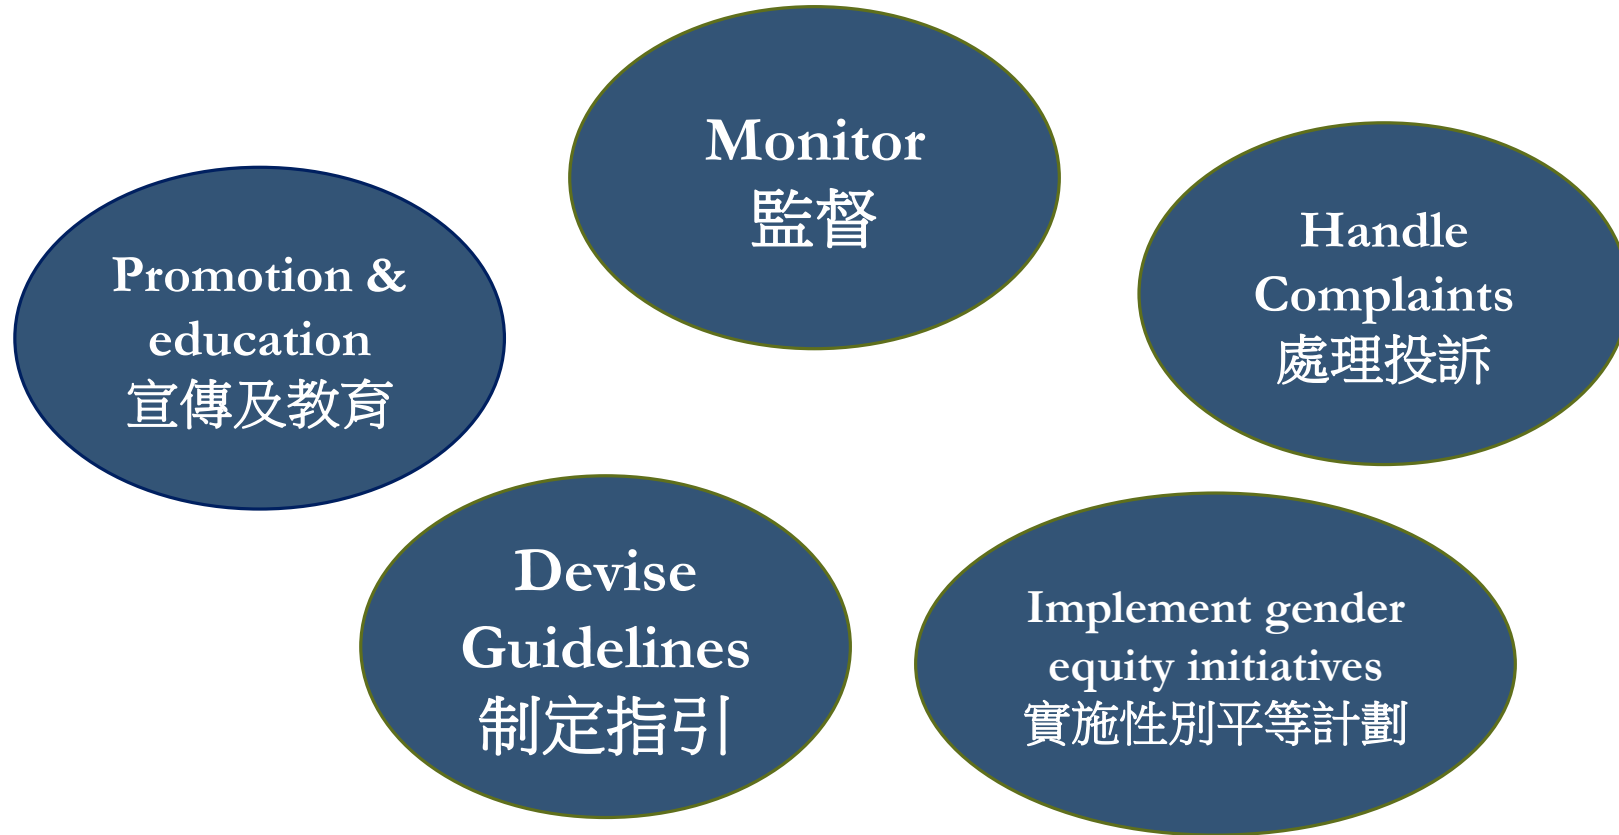 Monitor
監督
Promotion &
education
宣傳及教育
Handle
Complaints
處理投訴
Devise
Guidelines
制定指引
Implement gender
equity initiatives
實施性別平等計劃